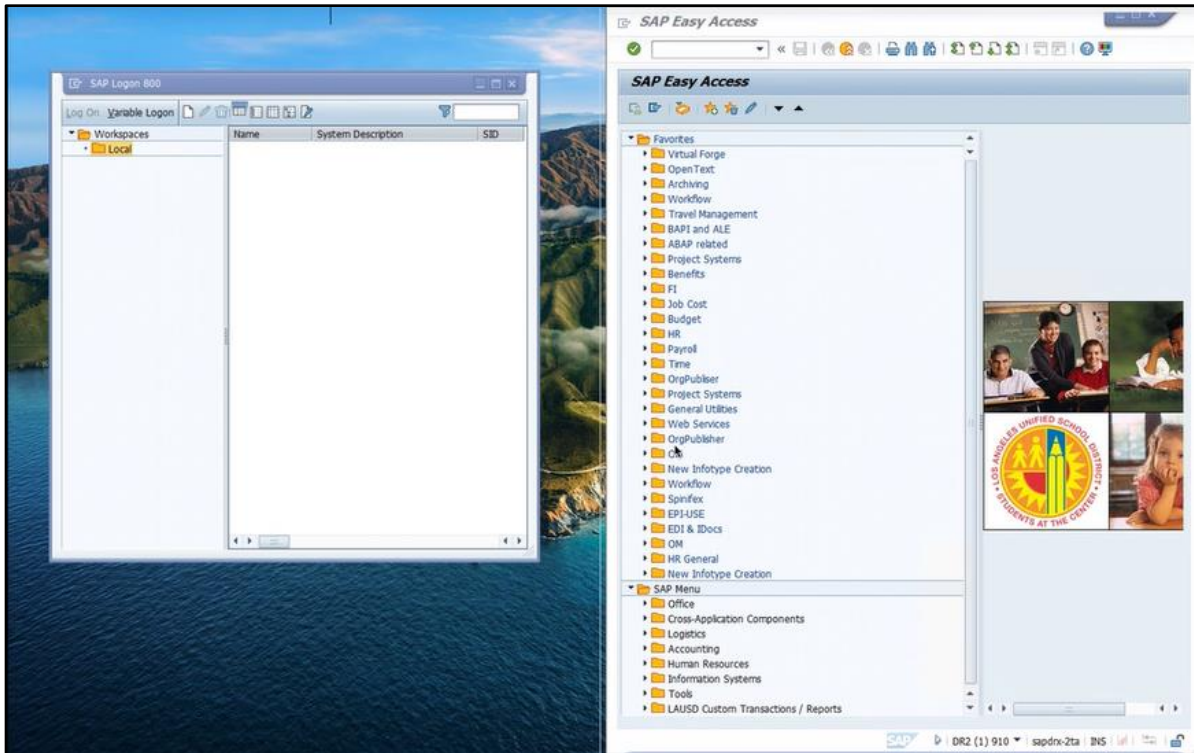 SAP Logon 800
Log On Variable Logon
Workspaces
Local
Name System Description SID
SAP Easy Access
SAP Easy Access
Favorites
Virtual Forge
OpenText
Archiving
Workflow
Travel Management
BAPI and ALE
ABAP related
Project Systems
Benefits
FI
Job Cost
Budget
HR
Payroll
Time
OrgPubliser
Project Systems
General Utilities
Web Services
OrgPublisher
New Infotype Creation
Workflow
Spinifex
EPI-USE
EDI & IDocs
OM
HR General
New Infotype Creation
SAP Menu
Office
Cross-Application Components
Logistics
Accounting
Human Resources
Information Systems
Tools
LAUSD Custom Transactions / Reports
LOS ANGELES UNIFIED SCHOOL DISTRICT
STUDENTS AT THE CENTER
SAP DR2 (1) 910 sapdrx-2ta INS